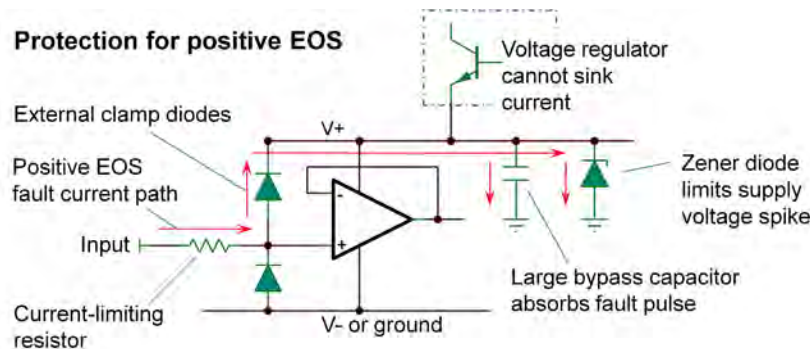 Protection for positive EOS
Voltage regulator
cannot sink
current
External clamp diodes
V+
Positive EOS
fault current path
Zener diode
limits supply
voltage spike
-
+
Input
Large bypass capacitor
absorbs fault pulse
Current-limiting
resistor
V- or ground